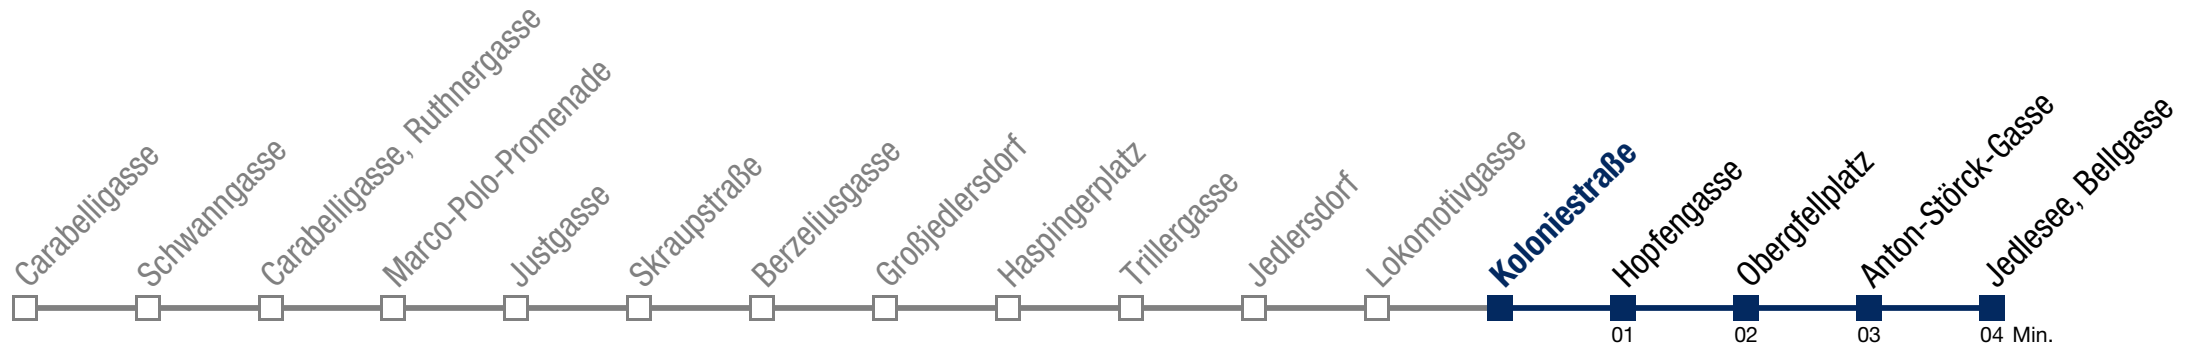 Carabelligasse
Schwanngasse
Carabelligasse, Ruthnergasse
Marco-Polo-Promenade
Justgasse
Skraupstraße
Berzeliusgasse
Großjedlersdorf
Haspingerplatz
Trillergasse
Jedlersdorf
Lokomotivgasse
Koloniestraße
Hopfengasse
Obergfellplatz
Anton-Störck-Gasse
Jedlesee, Bellgasse
01 02 03 04 Min.